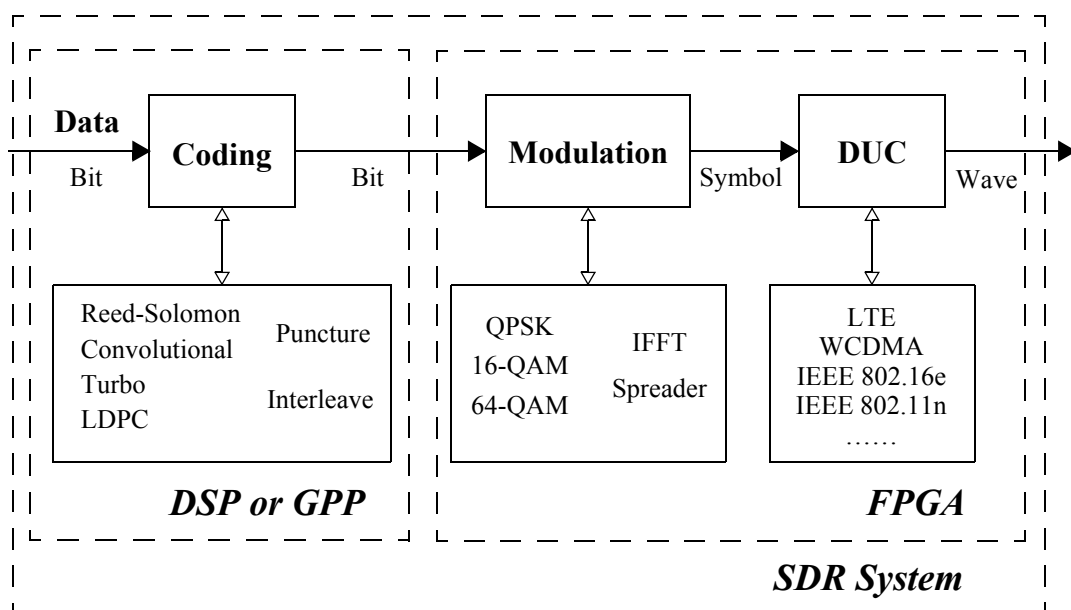 Data
Bit
Coding
Bit
Modulation
Symbol
DUC
Wave
Reed-Solomon
Convolutional
Turbo
LDPC
Puncture
Interleave
QPSK
16-QAM
64-QAM
IFFT
Spreader
LTE
WCDMA
IEEE 802.16e
IEEE 802.11n
……
DSP or GPP
FPGA
SDR System